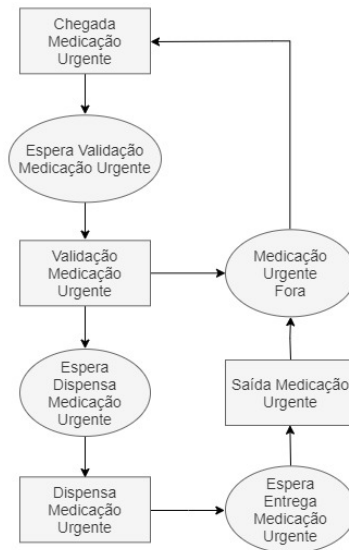 Chegada
Medicação
Urgente
Espera Validação
Medicação Urgente
Validação
Medicação
Urgente
Medicação
Urgente
Fora
Espera
Dispensa
Medicação
Urgente
Saída Medicação
Urgente
Dispensa
Medicação
Urgente
Espera
Entrega
Medicação
Urgente